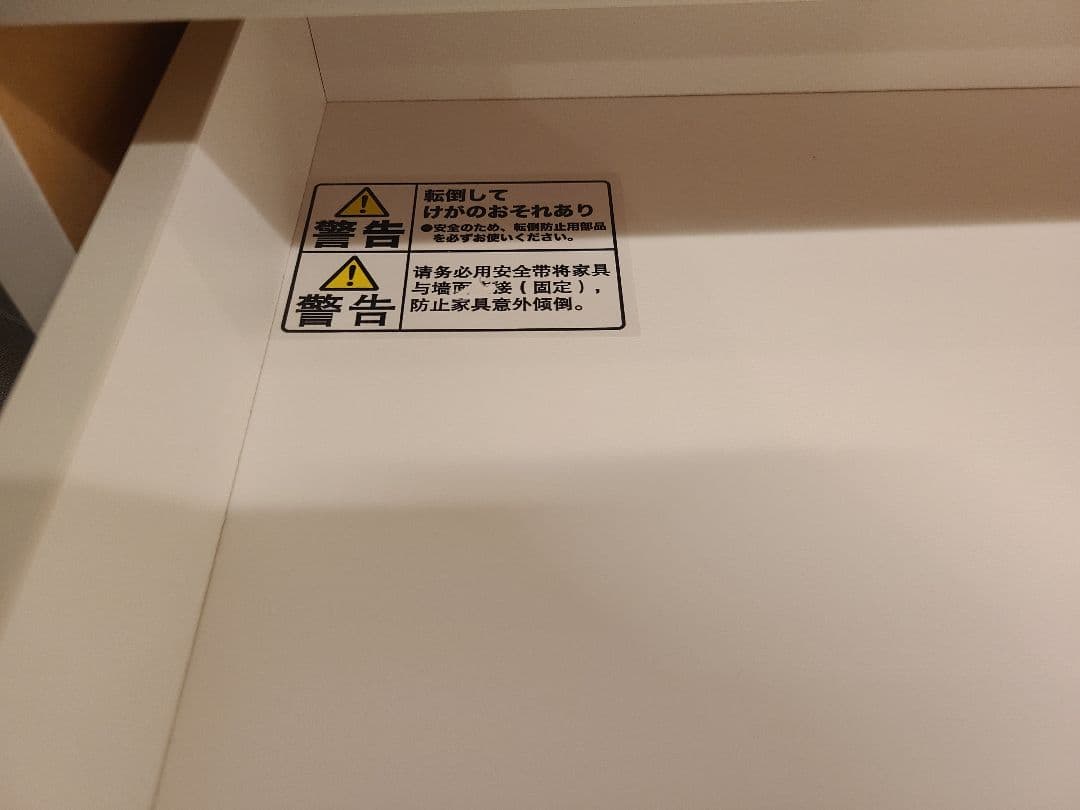 警告
転倒して
けがのおそれあり
●安全のため、転倒防止用部品
を必ずお使いください。
警告
请务必用安全带将家具
与墙面 接(固定),
防止家具意外倾倒。